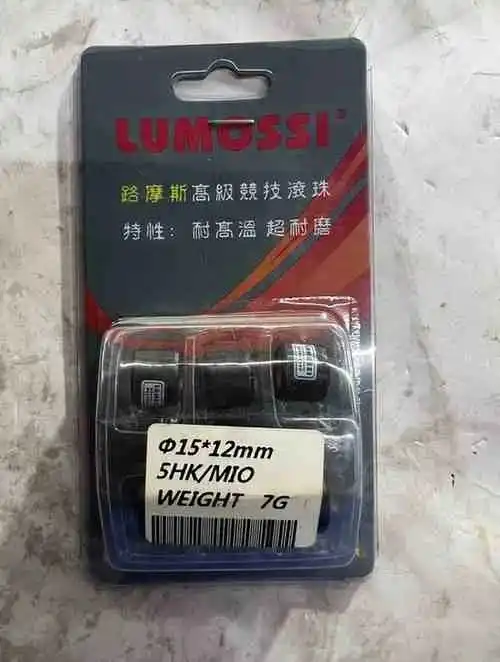 LUMOSSI
路摩斯高級競技滾珠
特性：耐高溫 超耐磨
Φ15*12mm
5HK/MIO
WEIGHT 7G